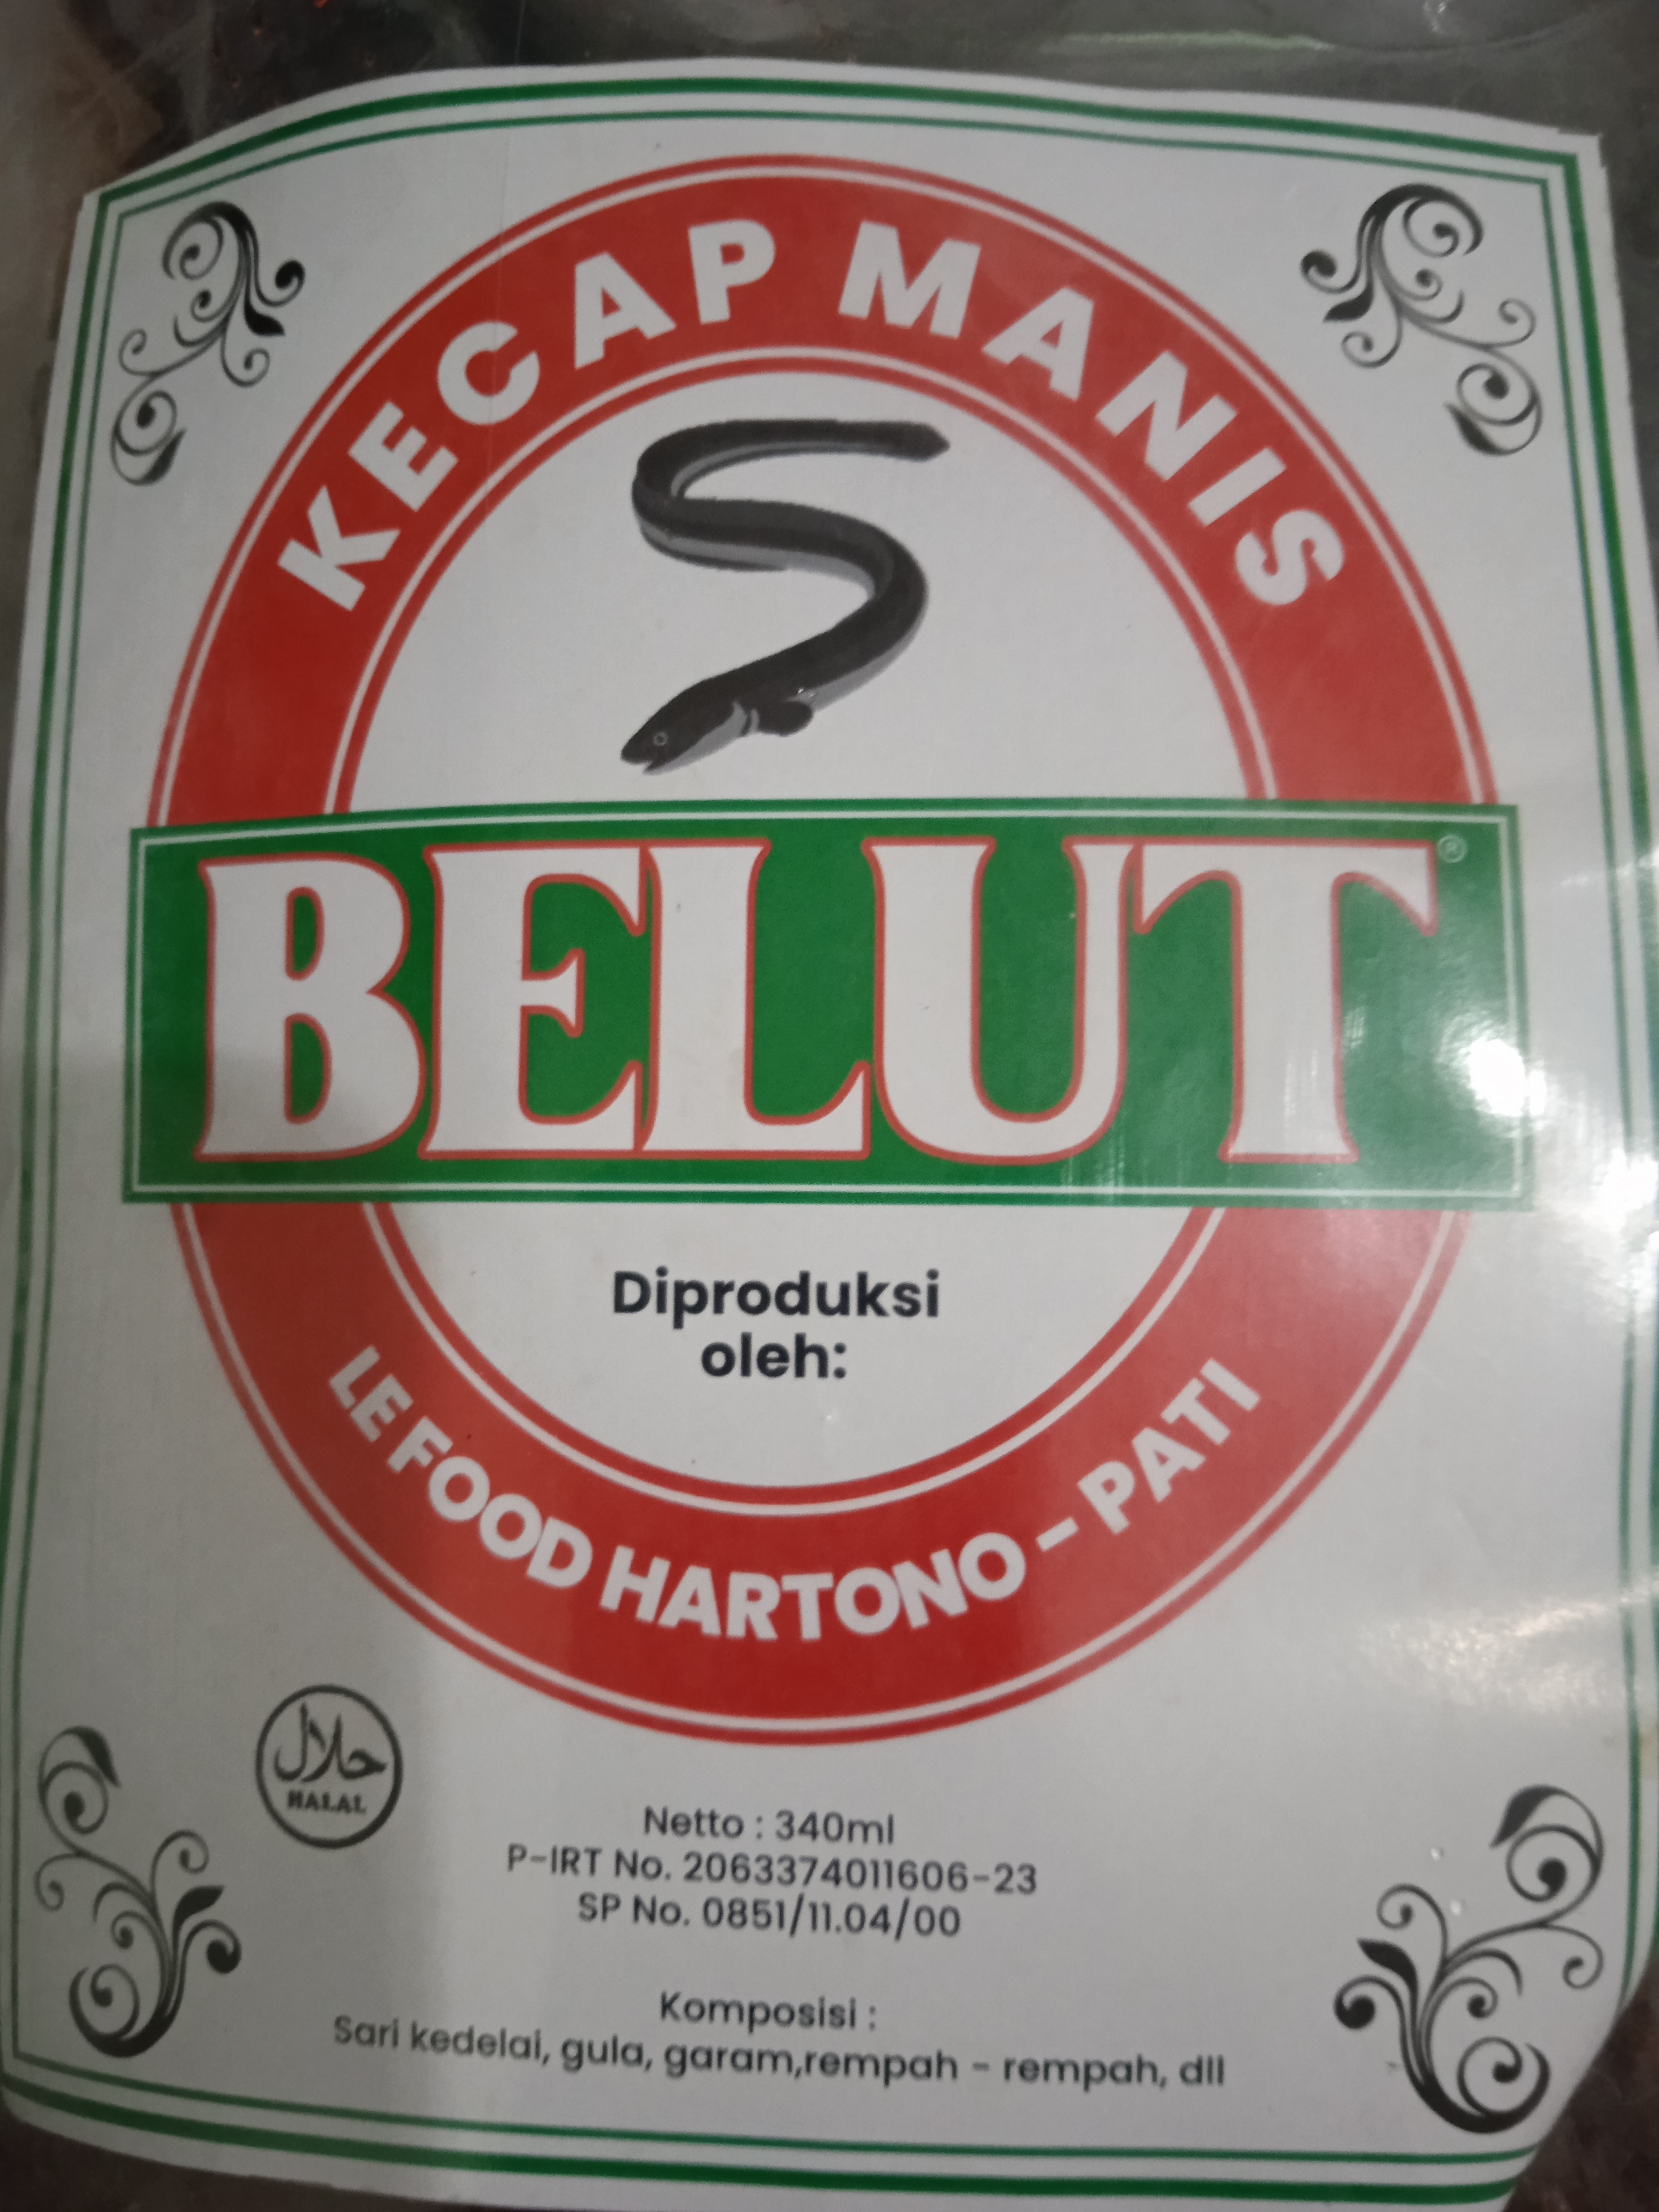 KECAP MANIS
BELUT®
Diproduksi
oleh:
LE FOOD HARTONO - PATI
حلال
HALAL
Netto : 340ml
P-IRT No. 2063374011606-23
SP No. 0851/11.04/00
Komposisi :
Sari kedelai, gula, garam,rempah - rempah, dll